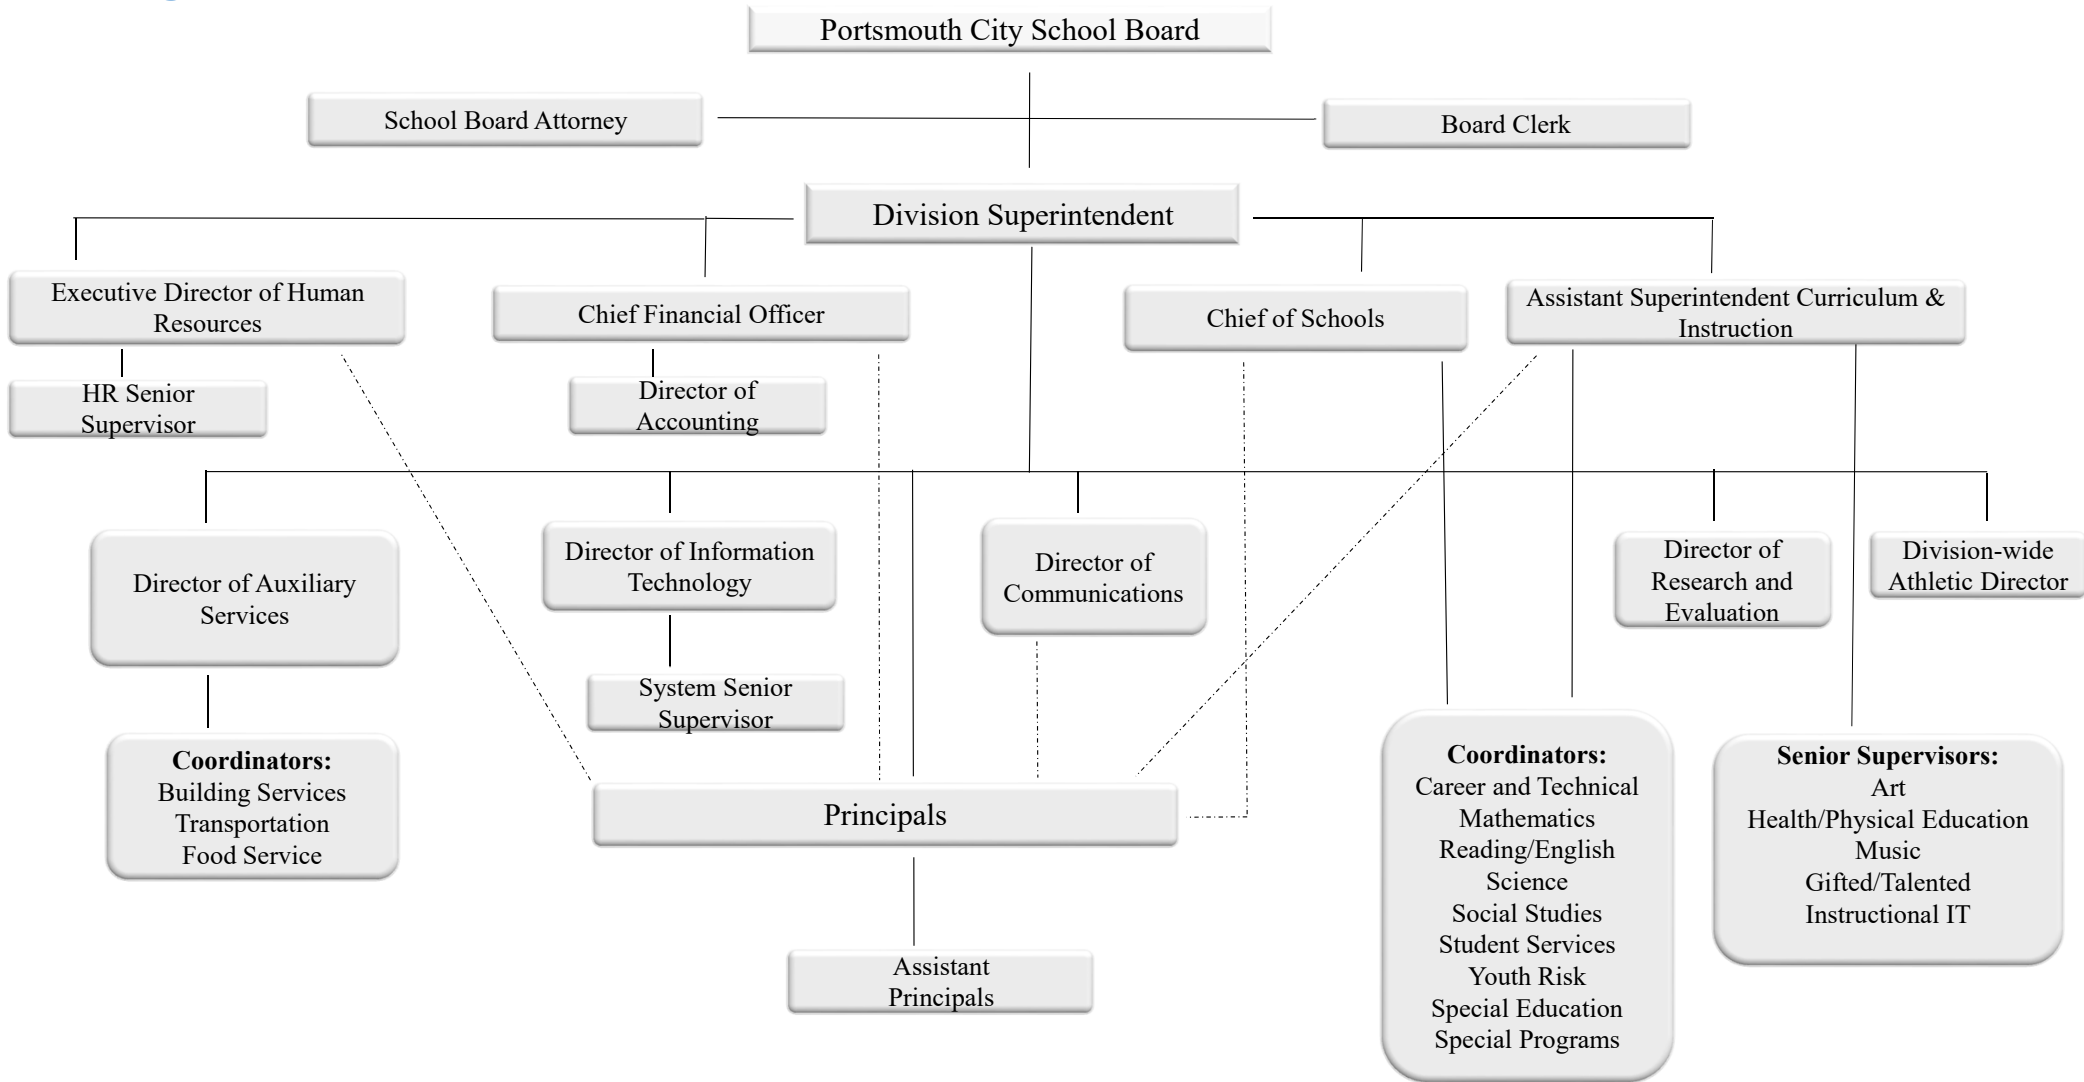 Portsmouth City School Board
School Board Attorney
Board Clerk
Division Superintendent
Executive Director of Human
Resources
Chief Financial Officer
Chief of Schools
Assistant Superintendent Curriculum &
Instruction
HR Senior
Supervisor
Director of
Accounting
Director of Auxiliary
Services
Director of Information
Technology
Director of
Communications
Director of
Research and
Evaluation
Division-wide
Athletic Director
System Senior
Supervisor
Coordinators:
Building Services
Transportation
Food Service
Principals
Assistant
Principals
Coordinators:
Career and Technical
Mathematics
Reading/English
Science
Social Studies
Student Services
Youth Risk
Special Education
Special Programs
Senior Supervisors:
Art
Health/Physical Education
Music
Gifted/Talented
Instructional IT